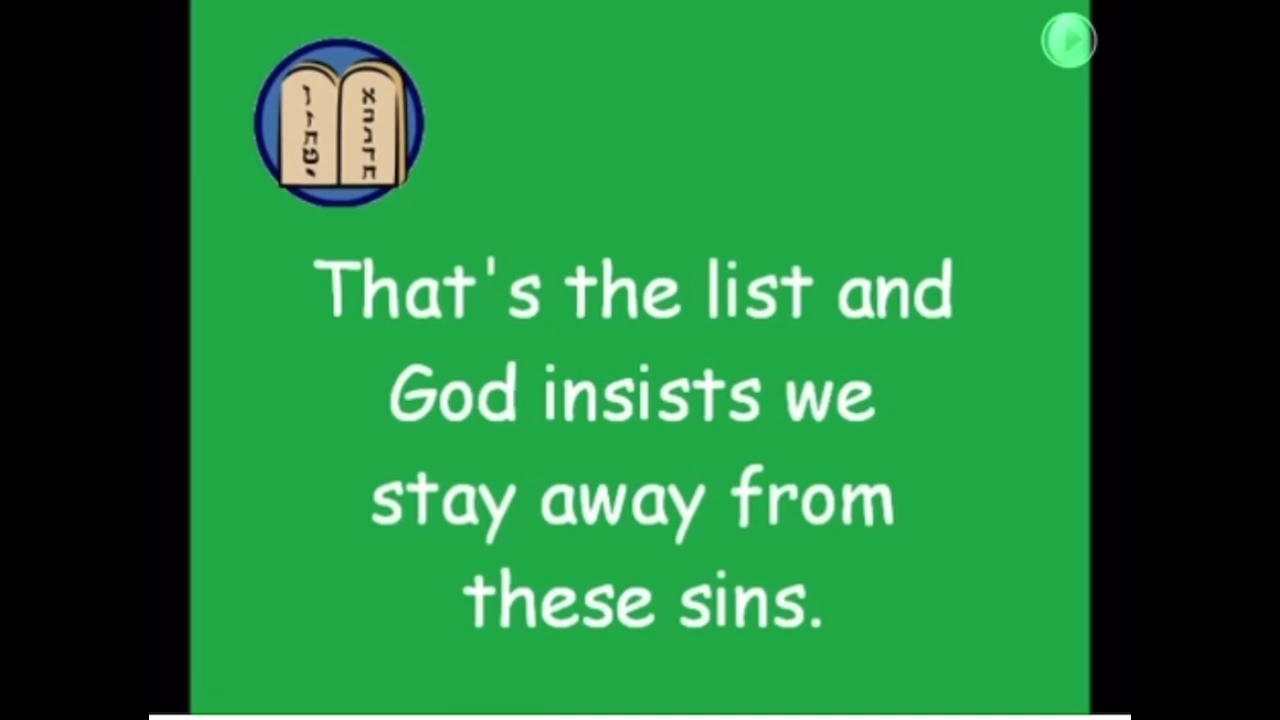 That's the list and
God insists we
stay away from
these sins.